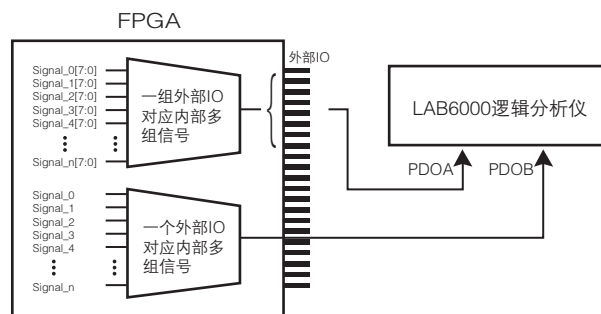 FPGA
外部IO
Signal_0[7:0]
Signal_1[7:0]
Signal_2[7:0]
Signal_3[7:0]
Signal_4[7:0]
Signal_n[7:0]
一组外部IO
对应内部多
组信号
LAB6000逻辑分析仪
PDOA
PDOB
Signal_0
Signal_1
Signal_2
Signal_3
Signal_4
Signal_n
一个外部IO
对应内部多
组信号